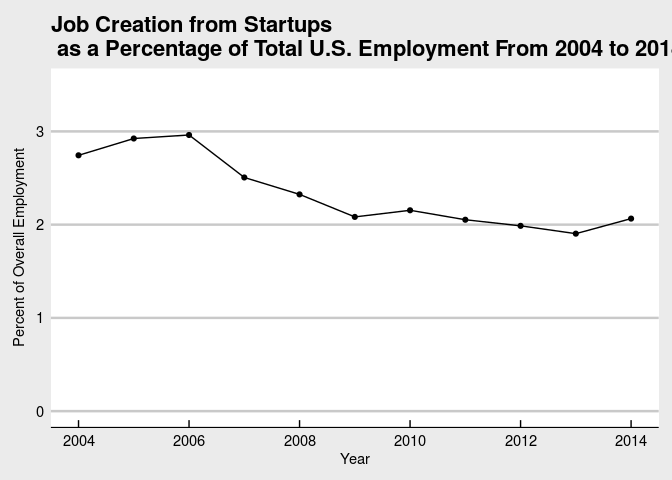 Job Creation from Startups
as a Percentage of Total U.S. Employment From 2004 to 201
Percent of Overall Employment
3
2
1
0
2004 2006 2008 2010 2012 2014
Year